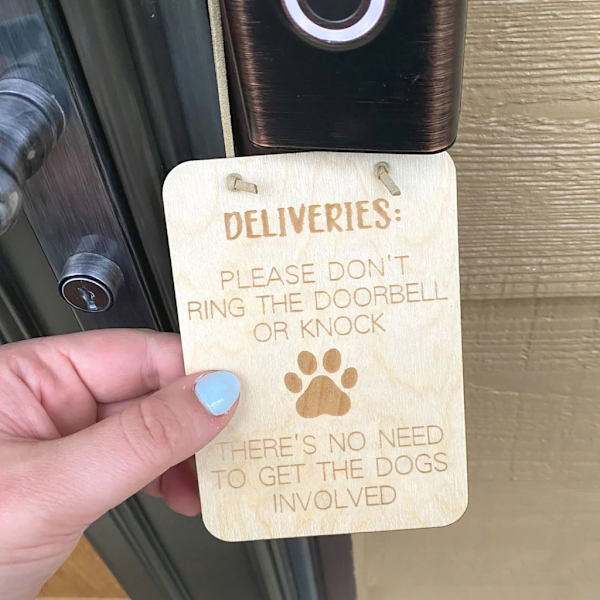 DELIVERIES:
PLEASE DON'T
RING THE DOORBELL
OR KNOCK
THERE'S NO NEED
TO GET THE DOGS
INVOLVED